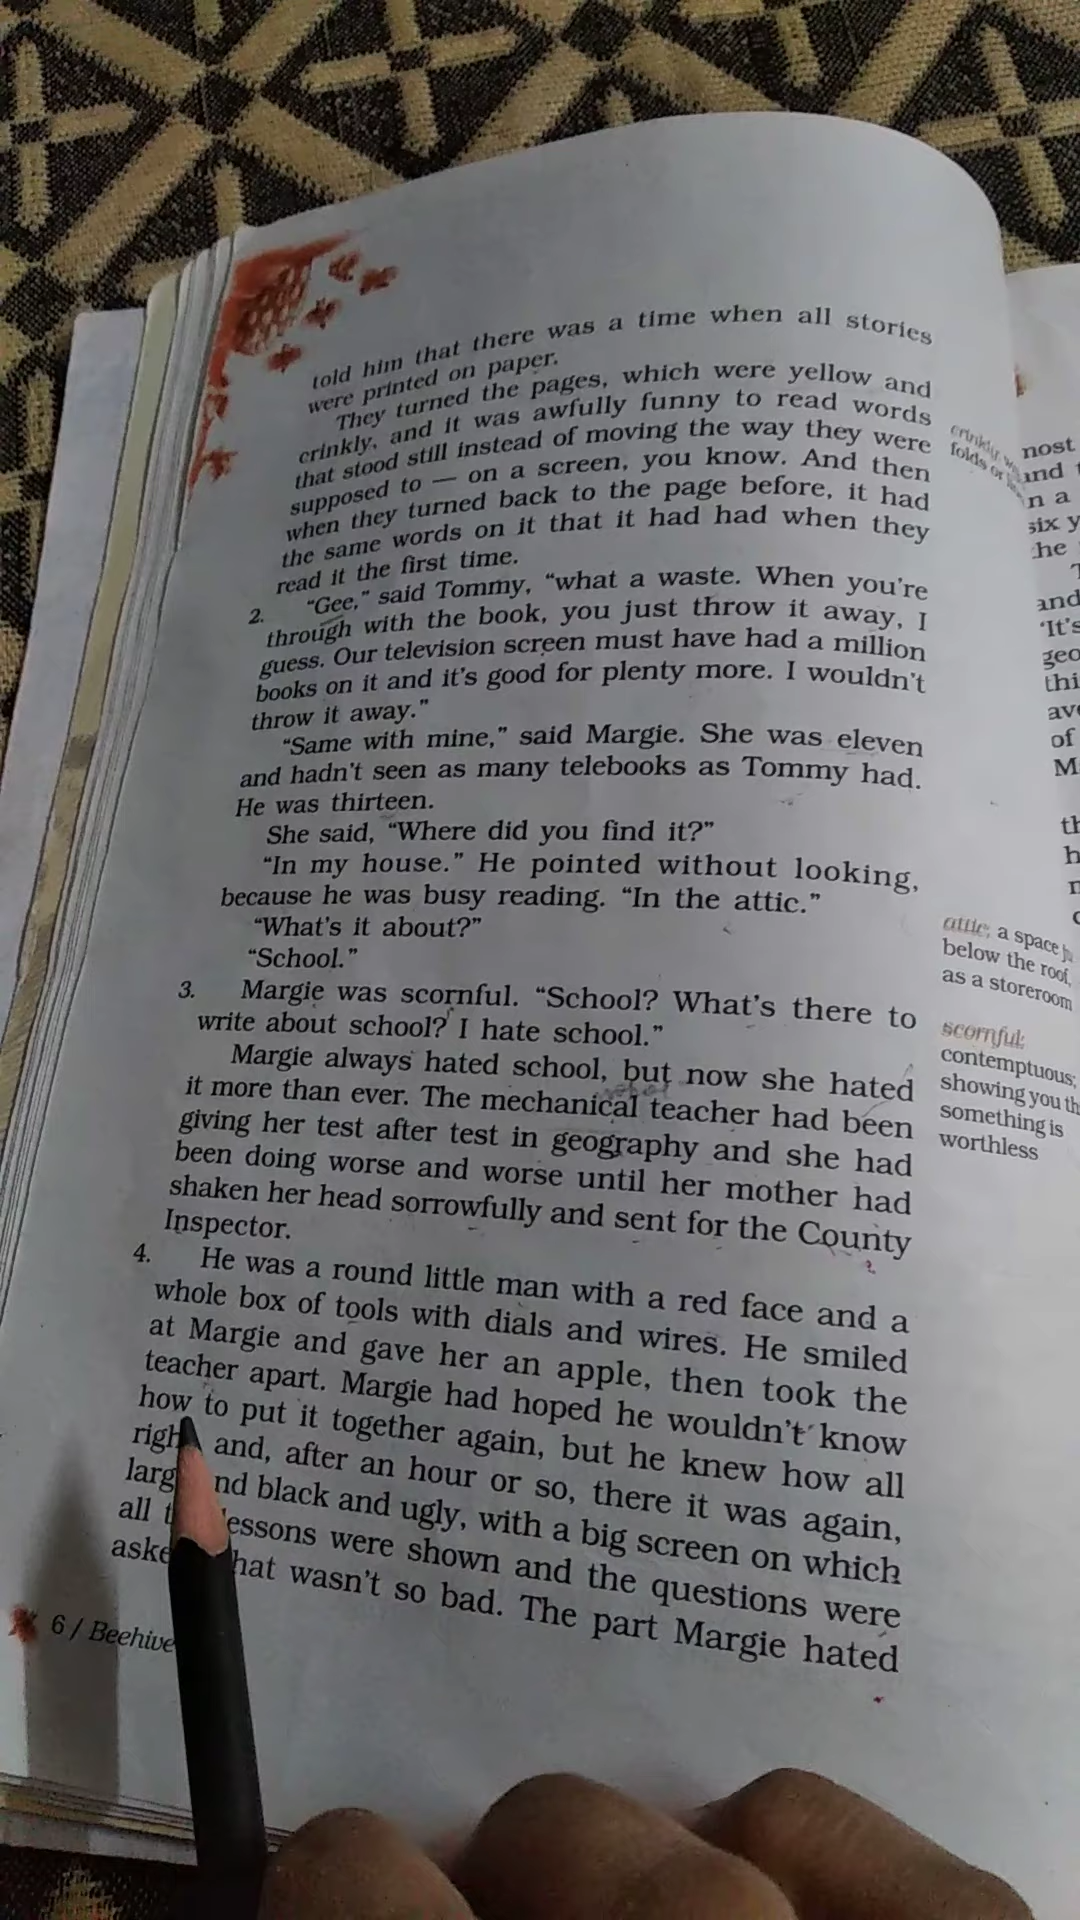 told him that there was a time when all stories
were printed on paper.
They turned the pages, which were yellow and
crinkly, and it was awfully funny to read words
that stood still instead of moving the way they were
supposed to — on a screen, you know. And then
when they turned back to the page before, it had
the same words on it that it had had when they
read it the first time.
2. “Gee,” said Tommy, “what a waste. When you're
through with the book, you just throw it away, I
guess. Our television screen must have had a million
books on it and it's good for plenty more. I wouldn't
throw it away.”
“Same with mine,” said Margie. She was eleven
and hadn't seen as many telebooks as Tommy had.
He was thirteen.
She said, “Where did you find it?”
“In my house.” He pointed without looking,
because he was busy reading. “In the attic.”
“What's it about?”
“School.”
3. Margie was scornful. “School? What's there to
write about school? I hate school.”
Margie always hated school, but now she hated
it more than ever. The mechanical teacher had been
giving her test after test in geography and she had
been doing worse and worse until her mother had
shaken her head sorrowfully and sent for the County
Inspector.
4. He was a round little man with a red face and a
whole box of tools with dials and wires. He smiled
at Margie and gave her an apple, then took the
teacher apart. Margie had hoped he wouldn't know
how to put it together again, but he knew how all
and, after an hour or so, there it was again,
black and ugly, with a big screen on which
all lessons were shown and the questions were
wasn't so bad. The part Margie hated
6 / Beehive
crinkly:
folds or
attic: a space
below the roof,
as a storeroom
scornful:
contemptuous;
showing you
something is
worthless
nost
and
n a
six y
he
and
‘It's
geo
thi
av
of
M